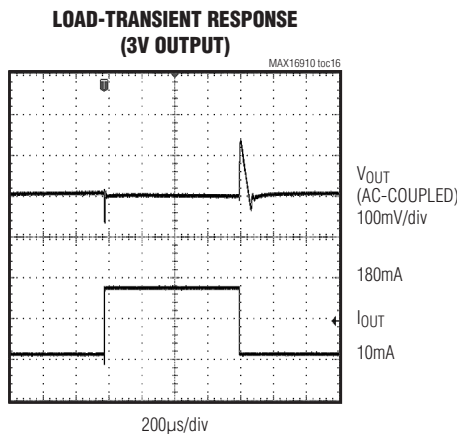 LOAD-TRANSIENT RESPONSE
(3V OUTPUT)
MAX16910 toc16
VOUT
(AC-COUPLED)
100mV/div
180mA
IOUT
10mA
200µs/div